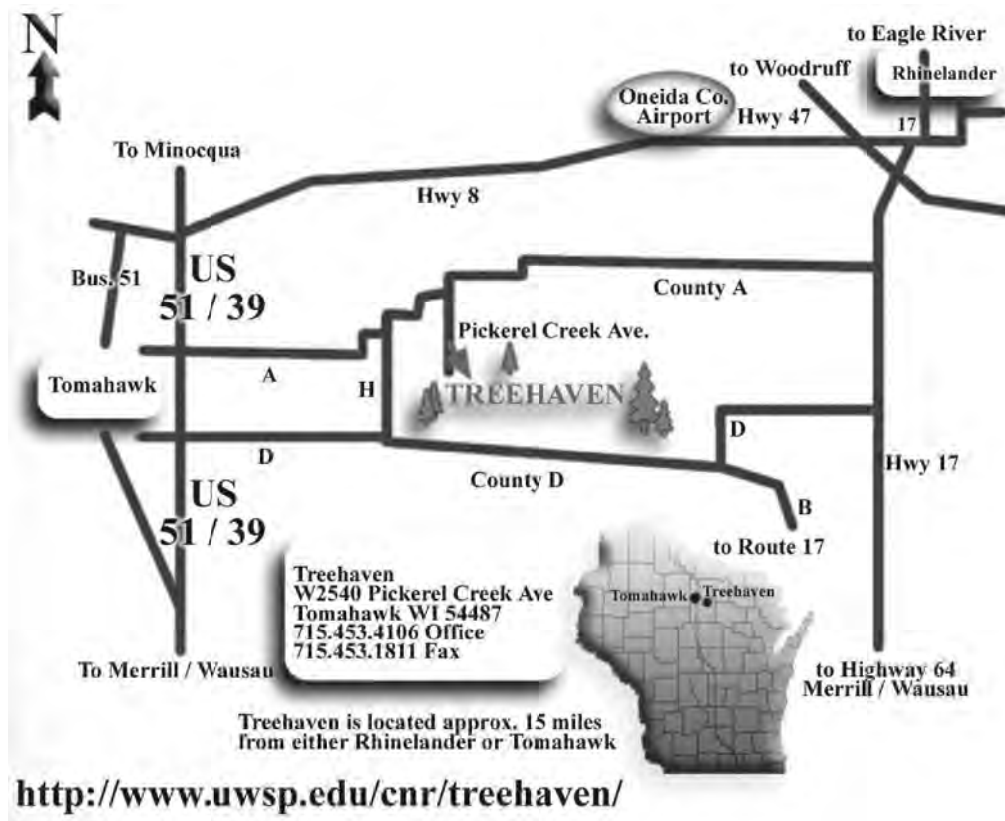 N
to Eagle River
Rhinelander
to Woodruff
Oneida Co.
Airport
Hwy 47
17
To Minocqua
Hwy 8
Bus. 51
US
51 / 39
County A
Pickerel Creek Ave.
A
H
TREEHAVEN
Tomahawk
D
D
County D
Hwy 17
US
51 / 39
B
to Route 17
Treehaven
W2540 Pickerel Creek Ave
Tomahawk WI 54487
715.453.4106 Office
715.453.1811 Fax
Tomahawk
Treehaven
To Merrill / Wausau
to Highway 64
Merrill / Wausau
Treehaven is located approx. 15 miles
from either Rhinelander or Tomahawk
http://www.uwsp.edu/cnr/treehaven/